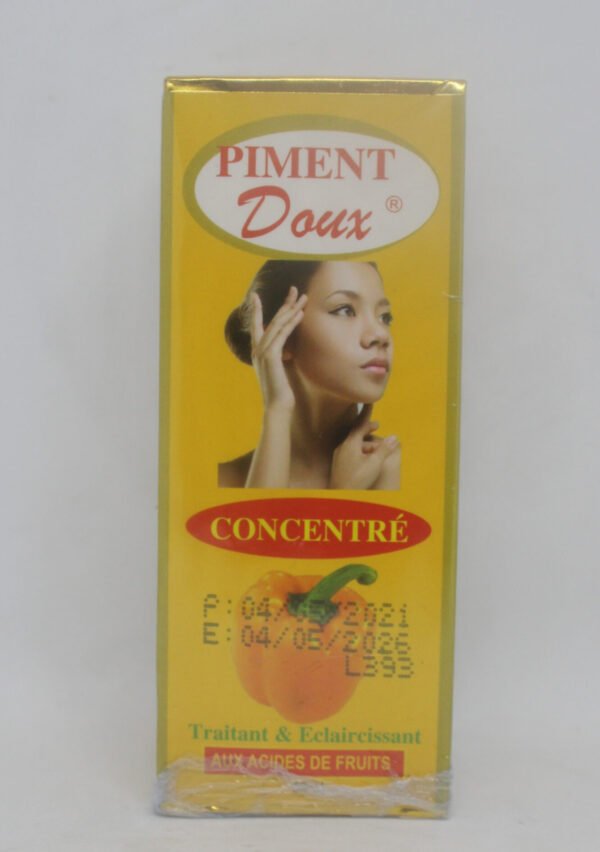 PIMENT
Doux ®
CONCENTRÉ
P: 04/05/2021
E: 04/05/2026
L393
Traitant & Eclaircissant
AUX ACIDES DE FRUITS